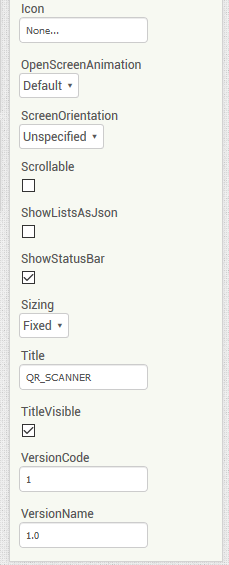 Icon
None...
OpenScreenAnimation
Default
ScreenOrientation
Unspecified
Scrollable
ShowListsAsJson
ShowStatusBar
Sizing
Fixed
Title
QR_SCANNER
TitleVisible
VersionCode
1
VersionName
1.0